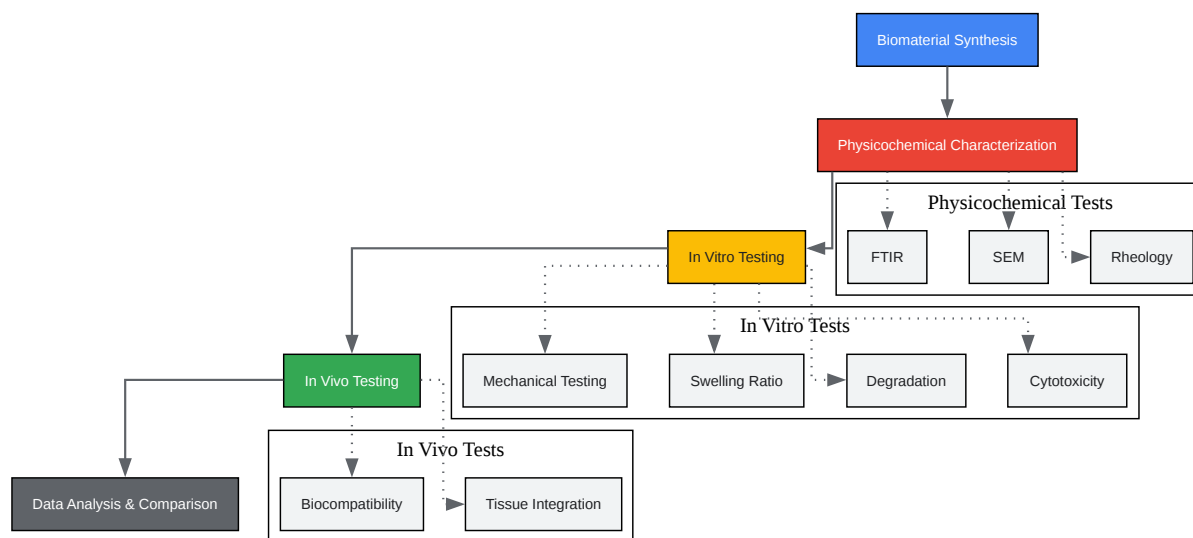 Biomaterial Synthesis
Physicochemical Characterization
Physicochemical Tests
FTIR
SEM
Rheology
In Vitro Testing
In Vitro Tests
Mechanical Testing
Swelling Ratio
Degradation
Cytotoxicity
In Vivo Testing
In Vivo Tests
Biocompatibility
Tissue Integration
Data Analysis & Comparison